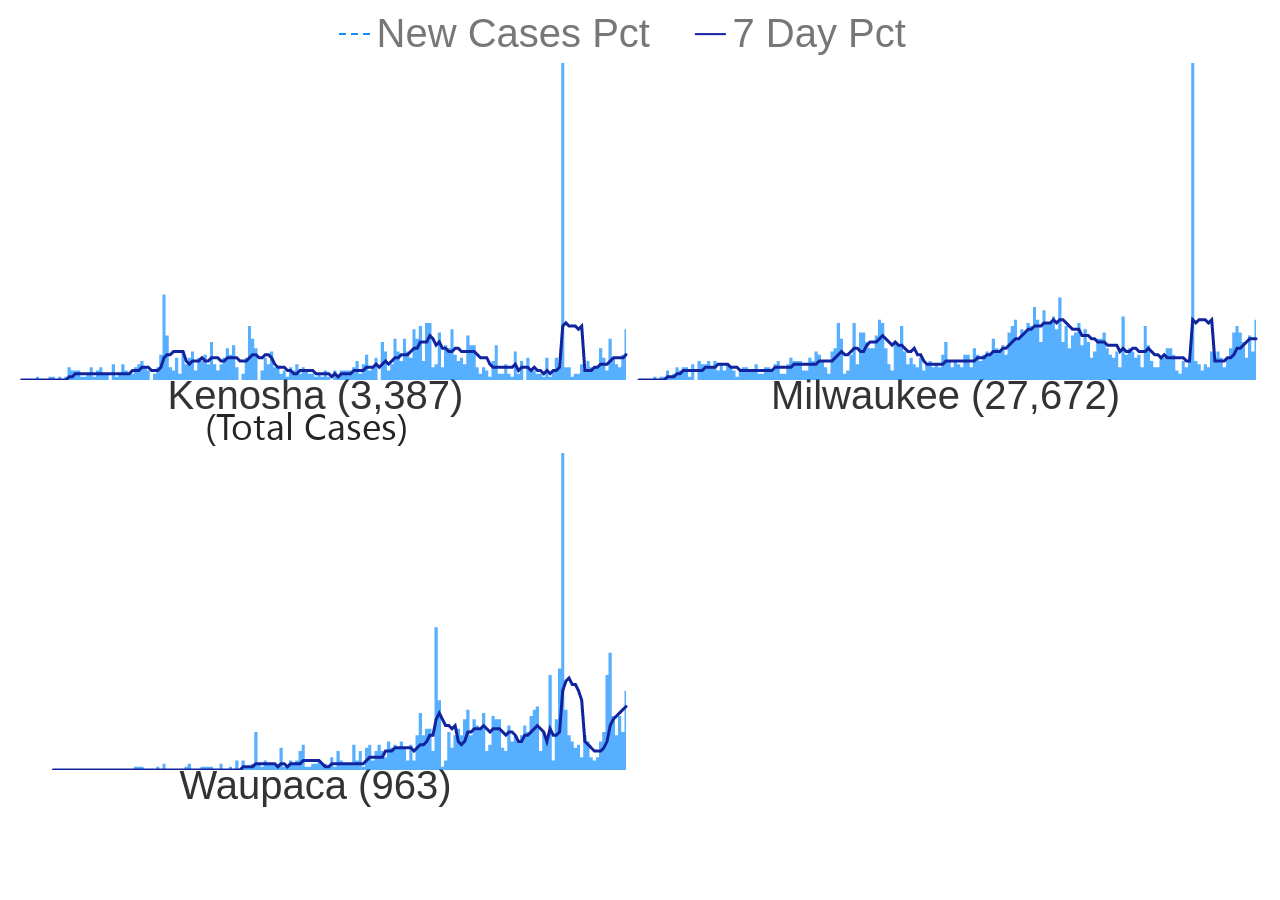 New Cases Pct 7 Day Pct
Kenosha (3,387)
Milwaukee (27,672)
(Total Cases)
Waupaca (963)